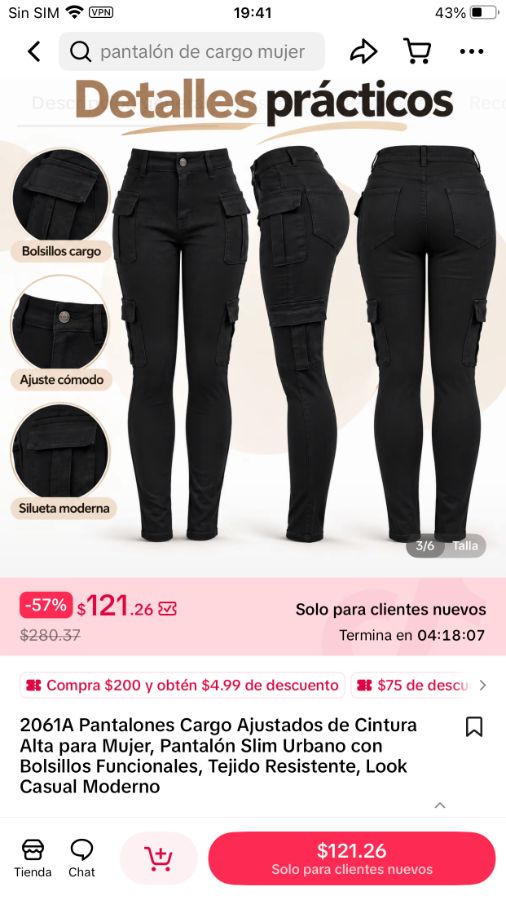 Sin SIM VPN 19:41 43%
pantalón de cargo mujer
Detalles prácticos
Bolsillos cargo
Ajuste cómodo
Silueta moderna
3/6 Talla
-57% $121.26 Solo para clientes nuevos
$280.37 Termina en 04:18:07
Compra $200 y obtén $4.99 de descuento $75 de descu
2061A Pantalones Cargo Ajustados de Cintura
Alta para Mujer, Pantalón Slim Urbano con
Bolsillos Funcionales, Tejido Resistente, Look
Casual Moderno
Tienda Chat
$121.26
Solo para clientes nuevos